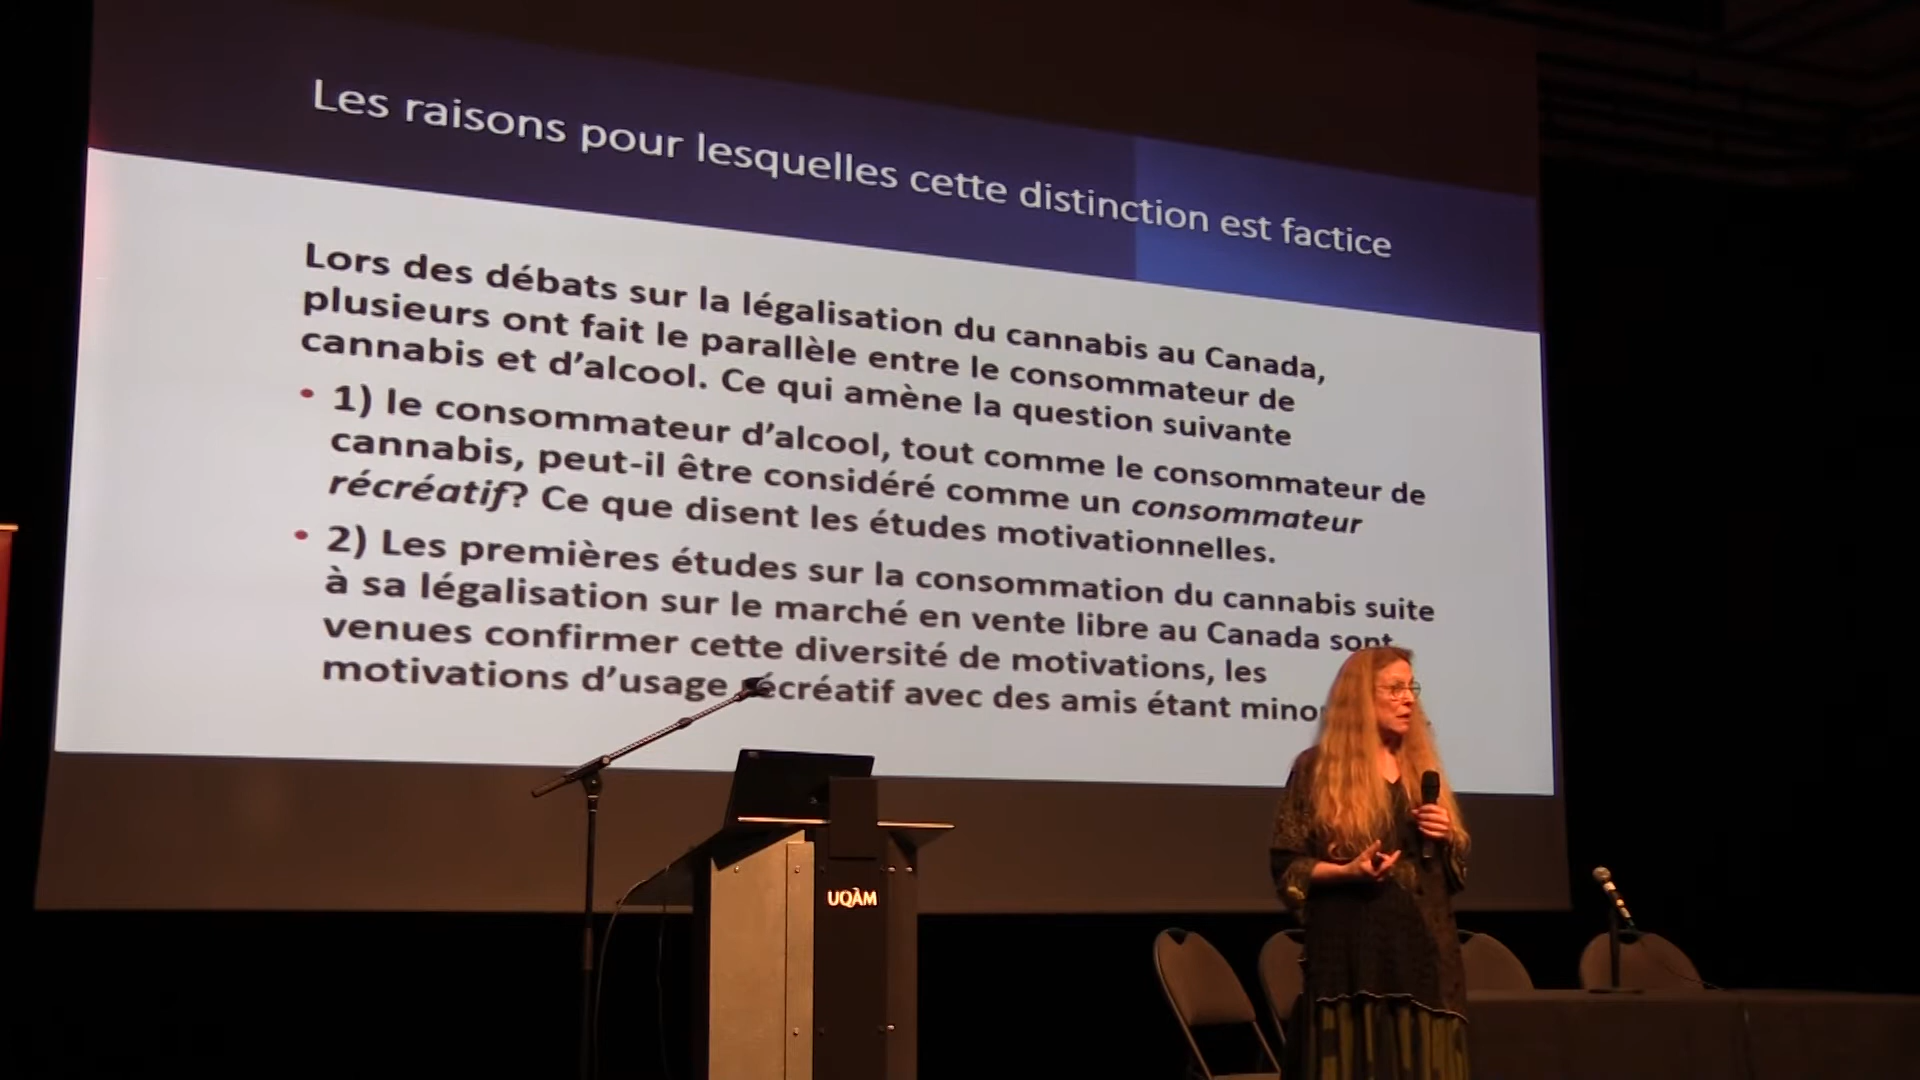 Les raisons pour lesquelles cette distinction est factice
Lors des débats sur la légalisation du cannabis au Canada,
plusieurs ont fait le parallèle entre le consommateur de
cannabis et d’alcool. Ce qui amène la question suivante
• 1) le consommateur d’alcool, tout comme le consommateur de
cannabis, peut-il être considéré comme un consommateur
récréatif? Ce que disent les études motivationnelles.
• 2) Les premières études sur la consommation du cannabis suite
à sa légalisation sur le marché en vente libre au Canada sont
venues confirmer cette diversité de motivations, les
motivations d’usage récréatif avec des amis étant
UQÀM